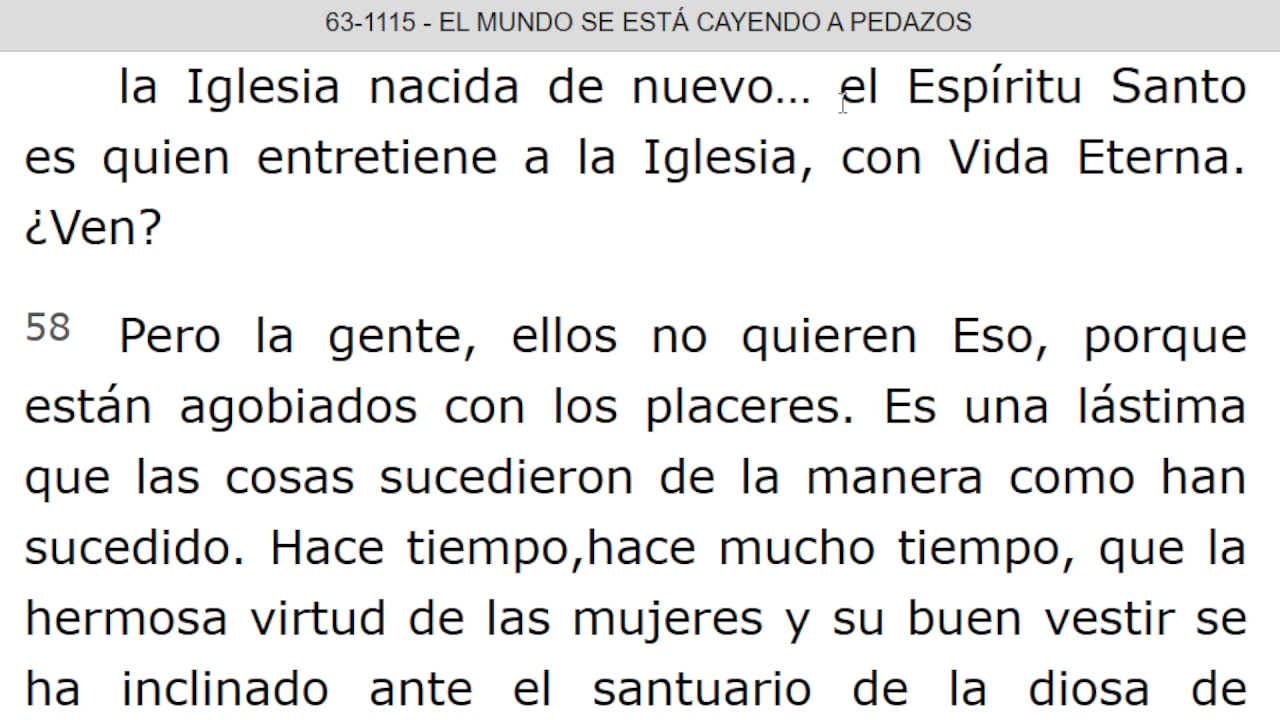 63-1115 - EL MUNDO SE ESTÁ CAYENDO A PEDAZOS
la Iglesia nacida de nuevo... el Espíritu Santo
es quien entretiene a la Iglesia, con Vida Eterna.
¿Ven?
58 Pero la gente, ellos no quieren Eso, porque
están agobiados con los placeres. Es una lástima
que las cosas sucedieron de la manera como han
sucedido. Hace tiempo,hace mucho tiempo, que la
hermosa virtud de las mujeres y su buen vestir se
ha inclinado ante el santuario de la diosa de